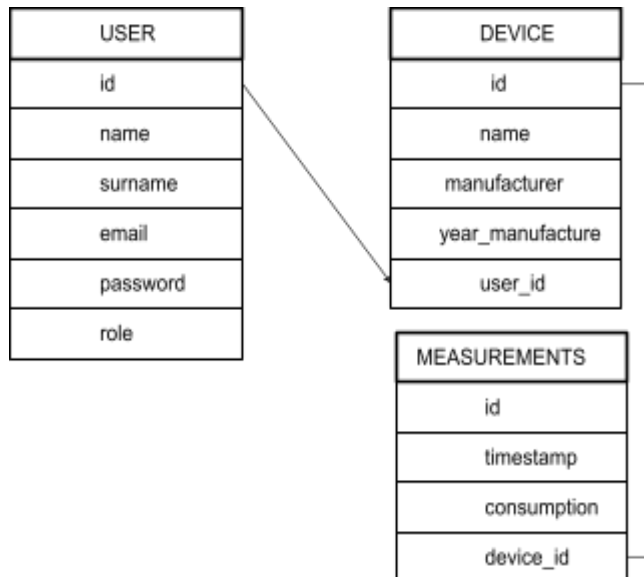 USER
id
name
surname
email
password
role
DEVICE
id
name
manufacturer
year_manufacture
user_id
MEASUREMENTS
id
timestamp
consumption
device_id